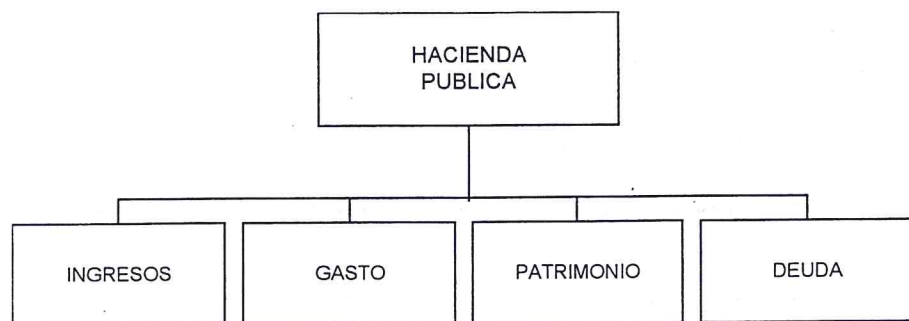 HACIENDA
PUBLICA
INGRESOS
GASTO
PATRIMONIO
DEUDA